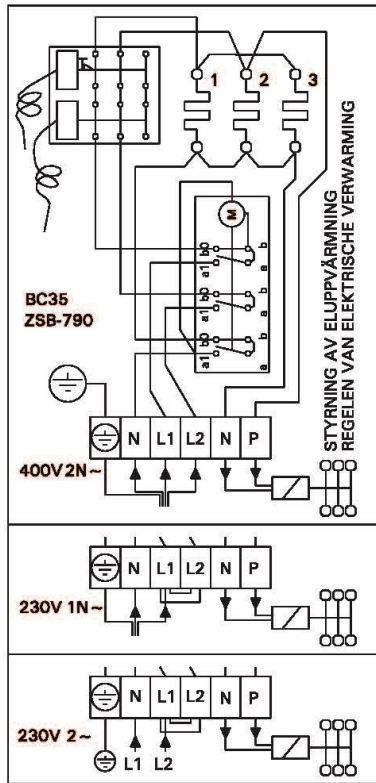 1 2 3
M
b0 b
a1 a
b0 b
a1 a
b0 b
a1 a
BC35
ZSB-790
STYRNING AV ELUPPVÄRMNING
REGELEN VAN ELEKTRISCHE VERWARMING
N L1 L2 N P
400V 2N~
N L1 L2 N P
230V 1N~
N L1 L2 N P
230V 2~
L1 L2